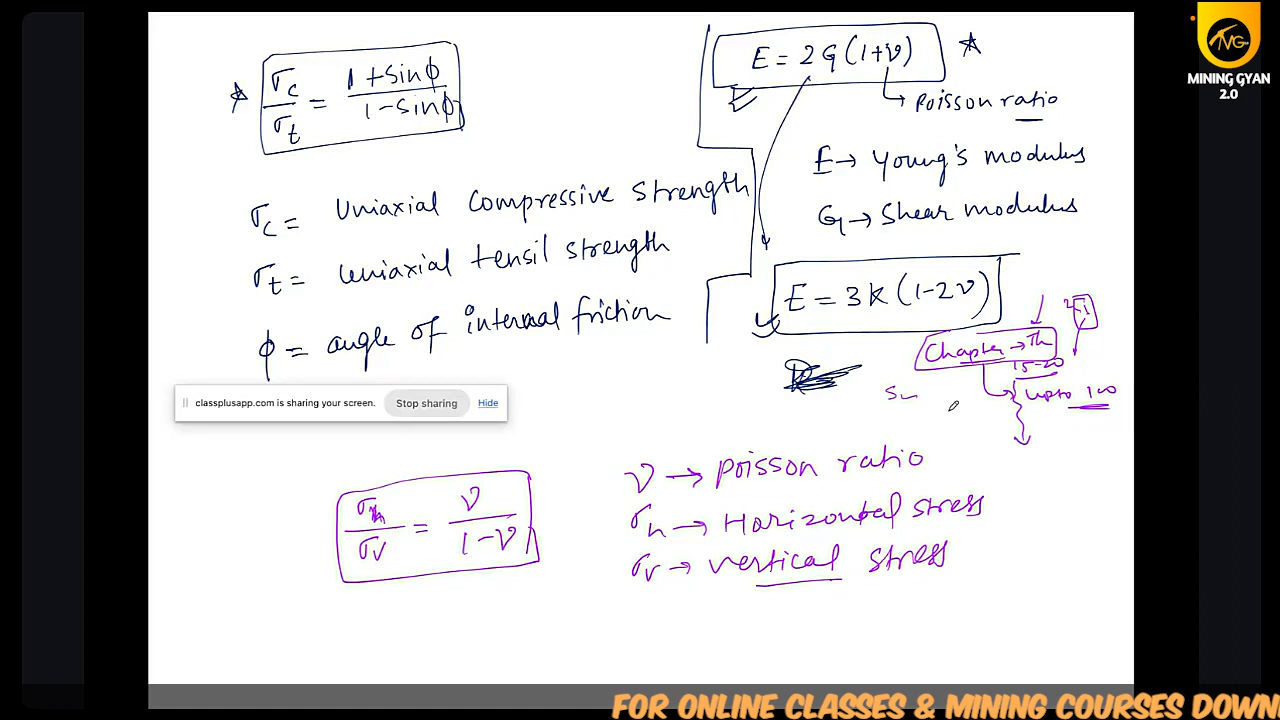 σc/σt = 1+sinφ/1-sinφ
σc = Uniaxial Compressive Strength
σt = Uniaxial tensil strength
φ = angle of internal friction
E = 2G(1+ν)
Poisson ratio
E → Young's modulus
G → Shear modulus
E = 3K(1-2ν)
Chapter → Th
15-20
upto 100
classplusapp.com is sharing your screen. Stop sharing Hide
σh/σv = ν/1-ν
ν → Poisson ratio
σh → Horizontal stress
σv → vertical stress
MINING GYAN
2.0
FOR ONLINE CLASSES & MINING COURSES DOWN